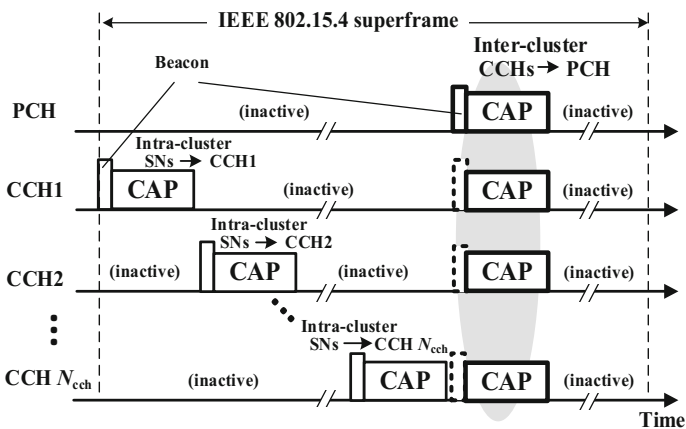 IEEE 802.15.4 superframe
Inter-cluster
CCHs → PCH
Beacon
PCH
(inactive)
CAP
(inactive)
Intra-cluster
SNs → CCH1
CCH1
CAP
(inactive)
CAP
(inactive)
Intra-cluster
SNs → CCH2
CCH2
(inactive)
CAP
(inactive)
CAP
(inactive)
Intra-cluster
SNs → CCH Ncch
CCH Ncch
(inactive)
CAP
CAP
(inactive)
Time